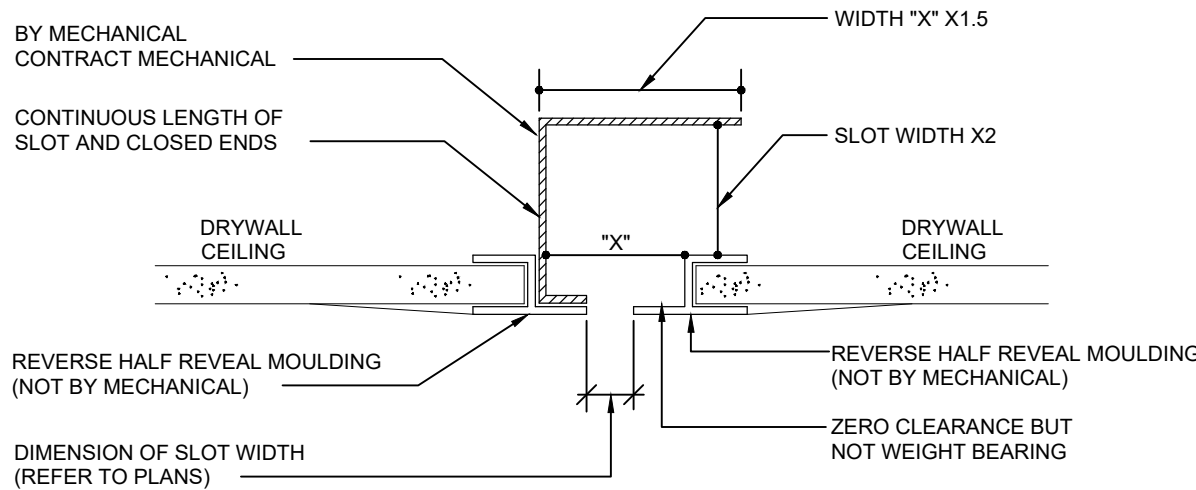 BY MECHANICAL
CONTRACT MECHANICAL
WIDTH "X" X1.5
CONTINUOUS LENGTH OF
SLOT AND CLOSED ENDS
SLOT WIDTH X2
DRYWALL
CEILING
"X"
DRYWALL
CEILING
REVERSE HALF REVEAL MOULDING
(NOT BY MECHANICAL)
REVERSE HALF REVEAL MOULDING
(NOT BY MECHANICAL)
DIMENSION OF SLOT WIDTH
(REFER TO PLANS)
ZERO CLEARANCE BUT
NOT WEIGHT BEARING